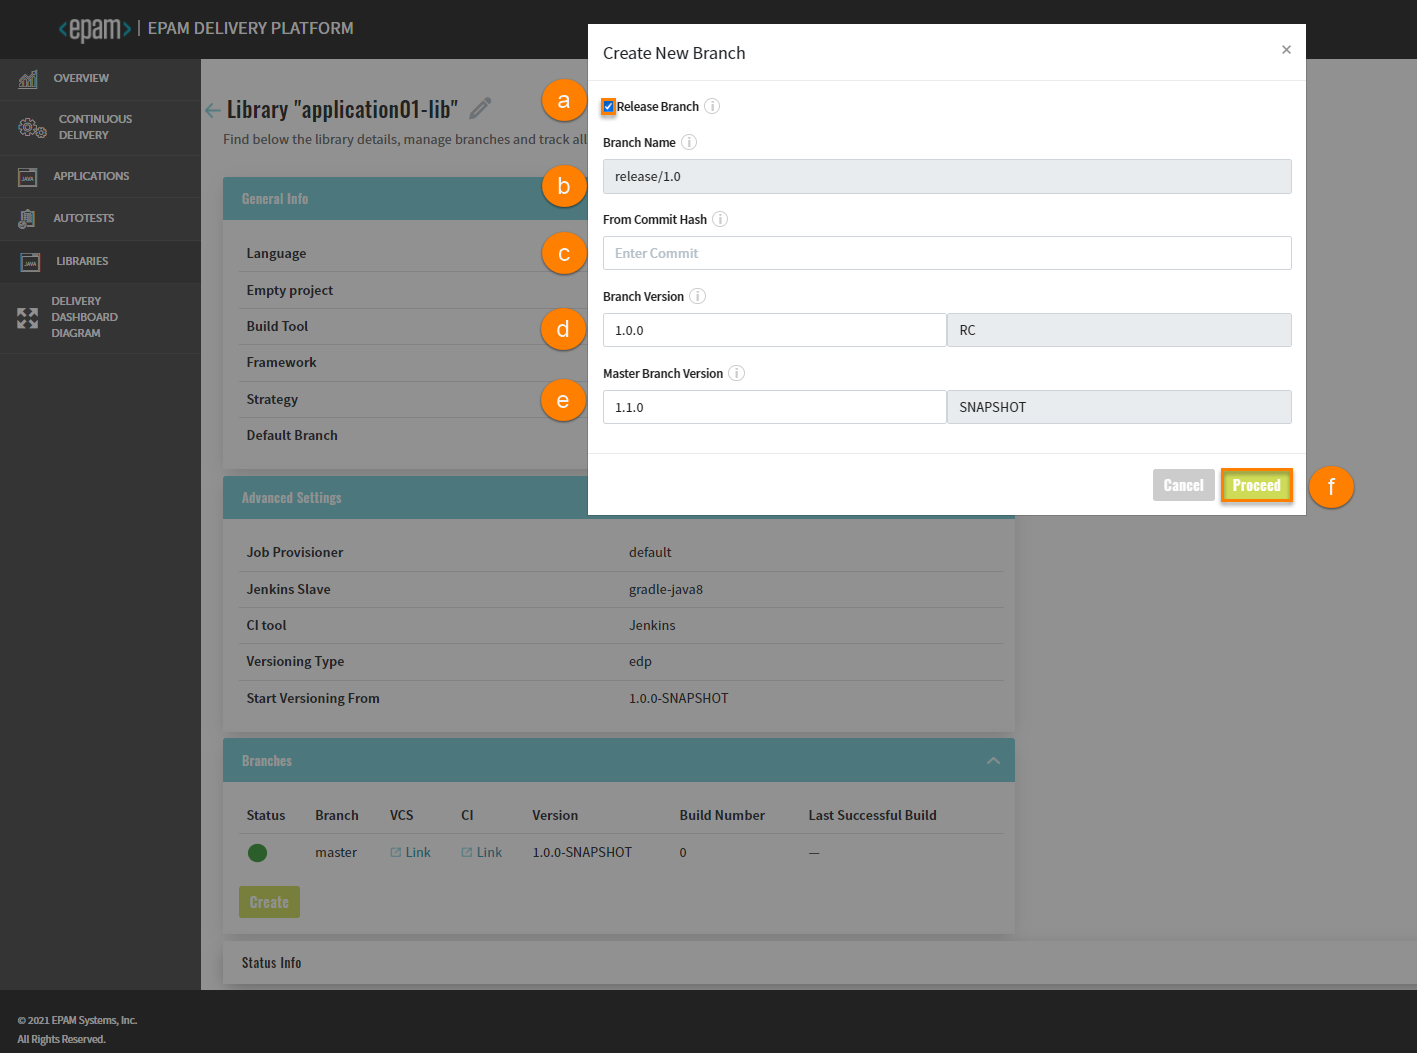 <epam> | EPAM DELIVERY PLATFORM
OVERVIEW
CONTINUOUS
DELIVERY
JAVA
APPLICATIONS
AUTOTESTS
JAVA
LIBRARIES
DELIVERY
DASHBOARD
DIAGRAM
Library "application01-lib"
Find below the library details, manage branches and track all
General Info
Language
Empty project
Build Tool
Framework
Strategy
Default Branch
Create New Branch
×
a
Release Branch i
Branch Name i
b
release/1.0
From Commit Hash i
c
Enter Commit
Branch Version i
d
1.0.0 RC
Master Branch Version i
e
1.1.0 SNAPSHOT
Cancel Proceed
f
Advanced Settings
Job Provisioner default
Jenkins Slave gradle-java8
CI tool Jenkins
Versioning Type edp
Start Versioning From 1.0.0-SNAPSHOT
Branches
Status Branch VCS CI Version Build Number Last Successful Build
master Link Link 1.0.0-SNAPSHOT 0 —
Create
Status Info
© 2021 EPAM Systems, Inc.
All Rights Reserved.